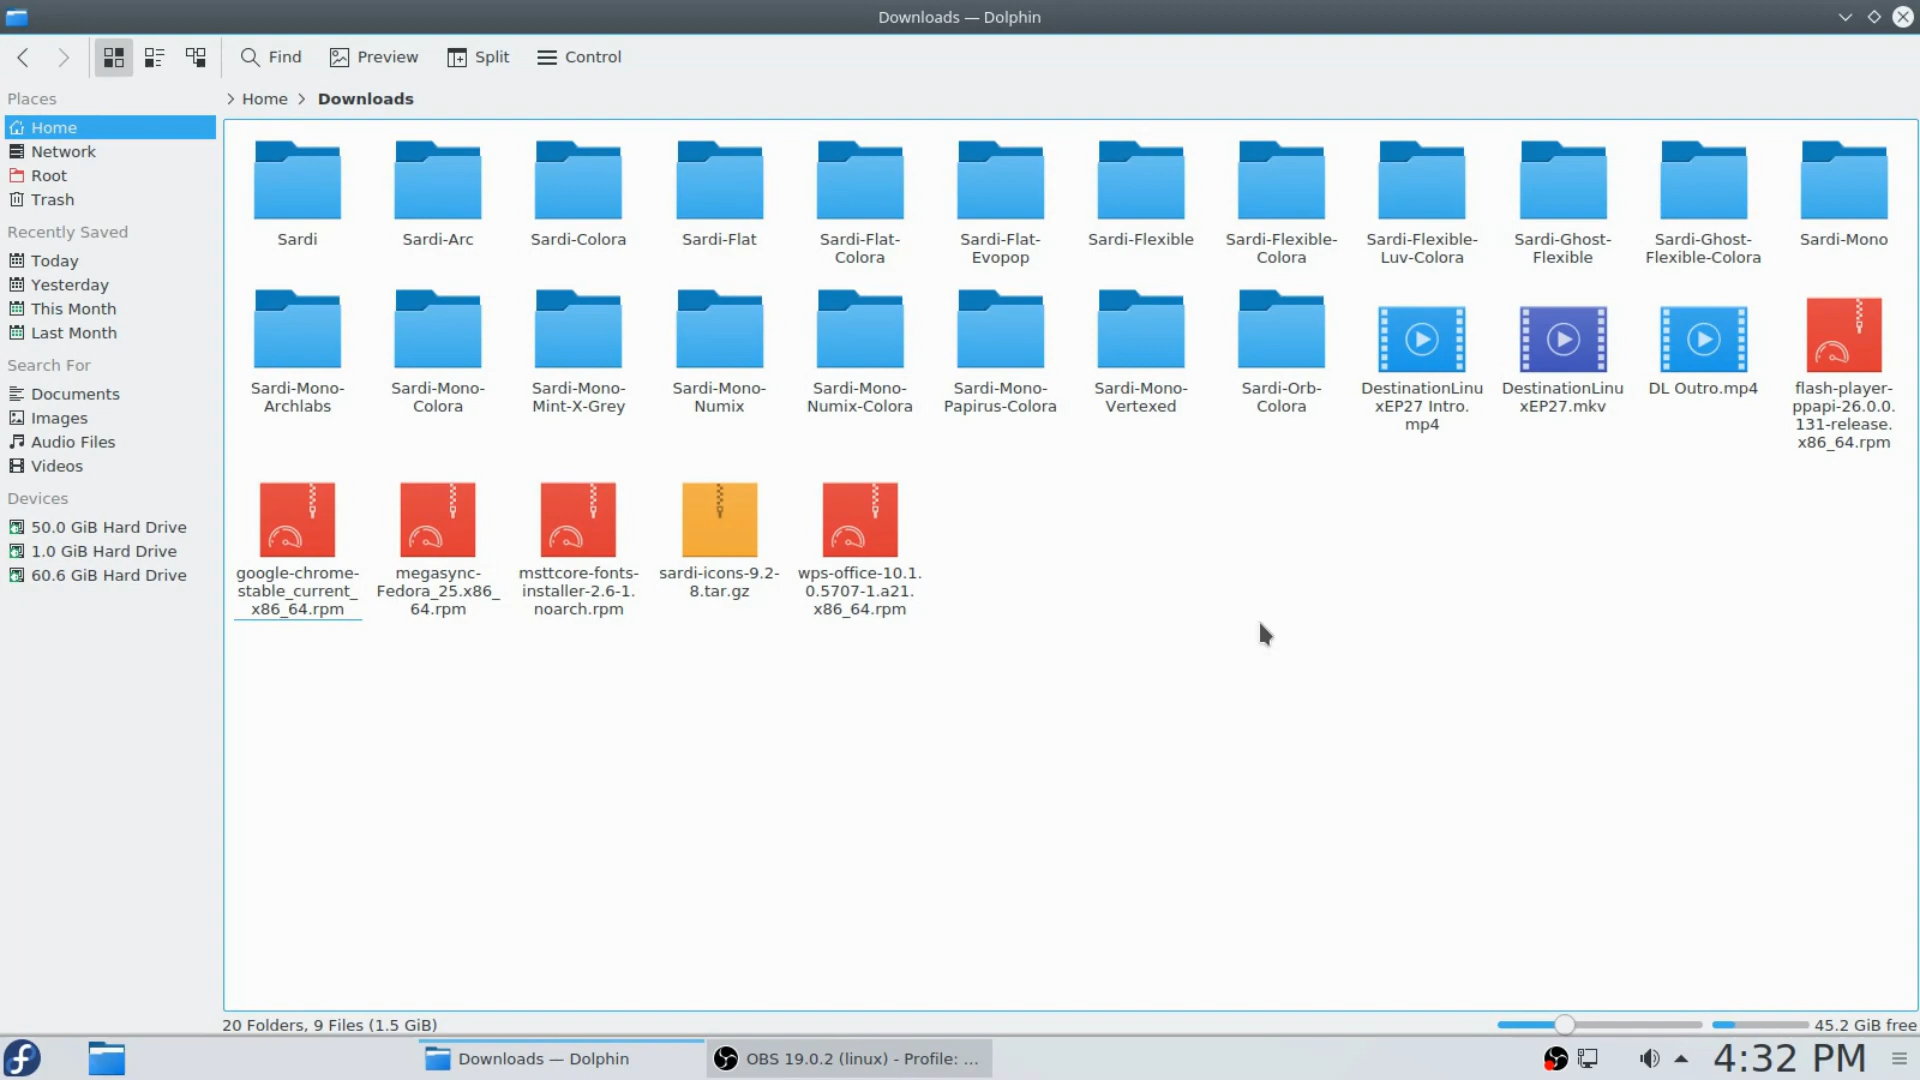 Downloads — Dolphin
Find
Preview
Split
Control
Places
Home
Network
Root
Trash
Recently Saved
Today
Yesterday
This Month
Last Month
Search For
Documents
Images
Audio Files
Videos
Devices
50.0 GiB Hard Drive
1.0 GiB Hard Drive
60.6 GiB Hard Drive
Home
Downloads
Sardi
Sardi-Arc
Sardi-Colora
Sardi-Flat
Sardi-Flat-
Colora
Sardi-Flat-
Evopop
Sardi-Flexible
Sardi-Flexible-
Colora
Sardi-Flexible-
Luv-Colora
Sardi-Ghost-
Flexible
Sardi-Ghost-
Flexible-Colora
Sardi-Mono
Sardi-Mono-
Archlabs
Sardi-Mono-
Colora
Sardi-Mono-
Mint-X-Grey
Sardi-Mono-
Numix
Sardi-Mono-
Numix-Colora
Sardi-Mono-
Papirus-Colora
Sardi-Mono-
Vertexed
Sardi-Orb-
Colora
DestinationLinu
xEP27 Intro.
mp4
DestinationLinu
xEP27.mkv
DL Outro.mp4
flash-player-
ppapi-26.0.0.
131-release.
x86_64.rpm
google-chrome-
stable_current_
x86_64.rpm
megasync-
Fedora_25.x86_
64.rpm
msttcore-fonts-
installer-2.6-1.
noarch.rpm
sardi-icons-9.2-
8.tar.gz
wps-office-10.1.
0.5707-1.a21.
x86_64.rpm
20 Folders, 9 Files (1.5 GiB)
45.2 GiB free
Downloads — Dolphin
OBS 19.0.2 (linux) - Profile: ...
4:32 PM